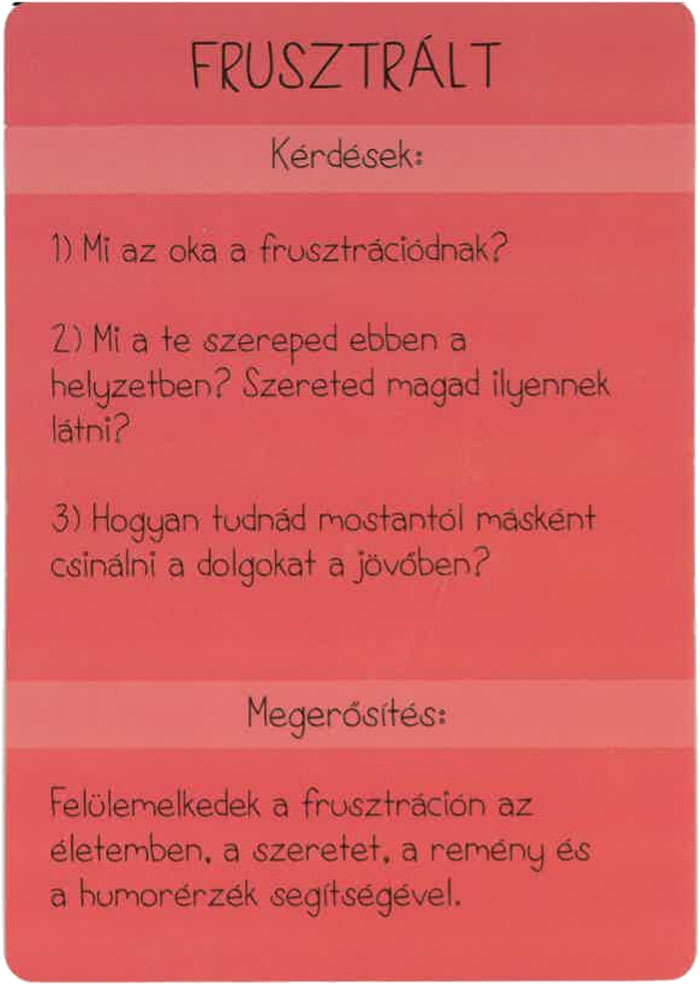 FRUSZTRÁLT
Kérdések:
1) Mi az oka a frusztrációdnak?
2) Mi a te szereped ebben a
helyzetben? Szereted magad ilyennek
látni?
3) Hogyan tudnád mostantól másként
csinálni a dolgokat a jövőben?
Megerősítés:
Felülemelkedek a frusztráción az
életemben, a szeretet, a remény és
a humorérzék segítségével.